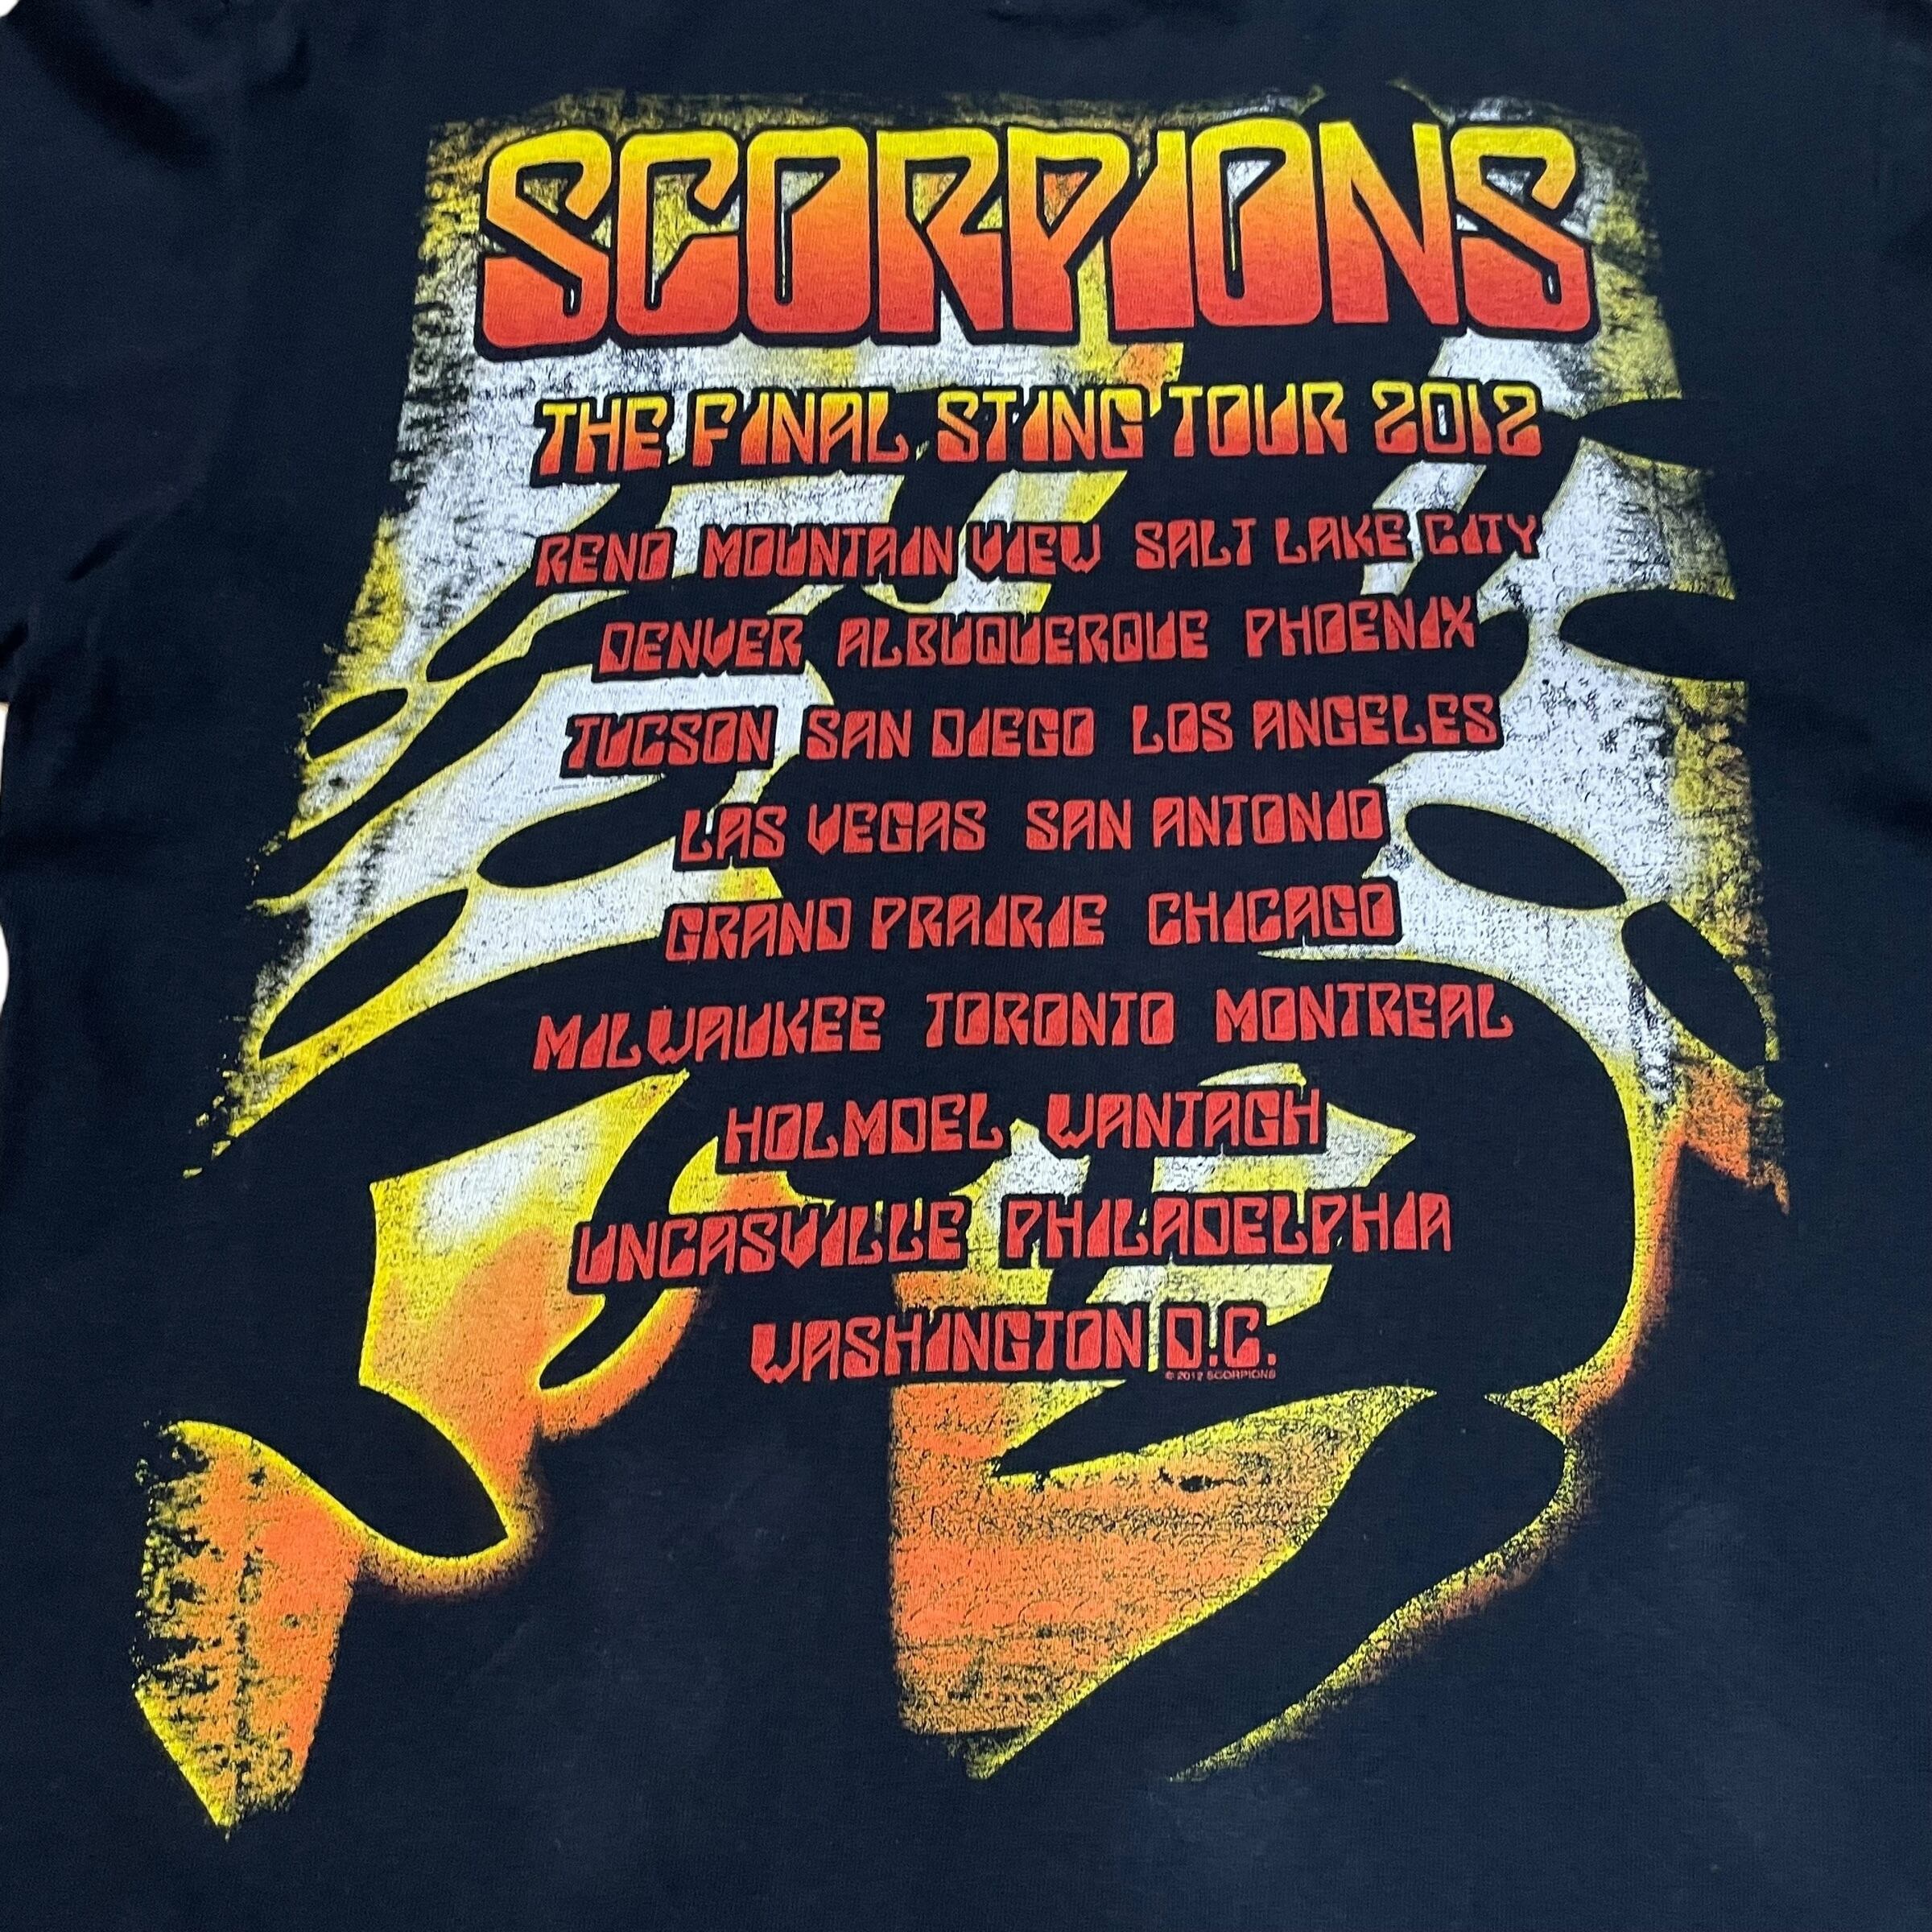 SCORPIONS
THE FINAL STING TOUR 2012
RENO MOUNTAIN VIEW SALT LAKE CITY
DENVER ALBUQUERQUE PHOENIX
TUCSON SAN DIEGO LOS ANGELES
LAS VEGAS SAN ANTONIO
GRAND PRAIRIE CHICAGO
MILWAUKEE TORONTO MONTREAL
HOLMDEL WANTAGH
UNCASVILLE PHILADELPHIA
WASHINGTON D.C.
© 2012 SCORPIONS